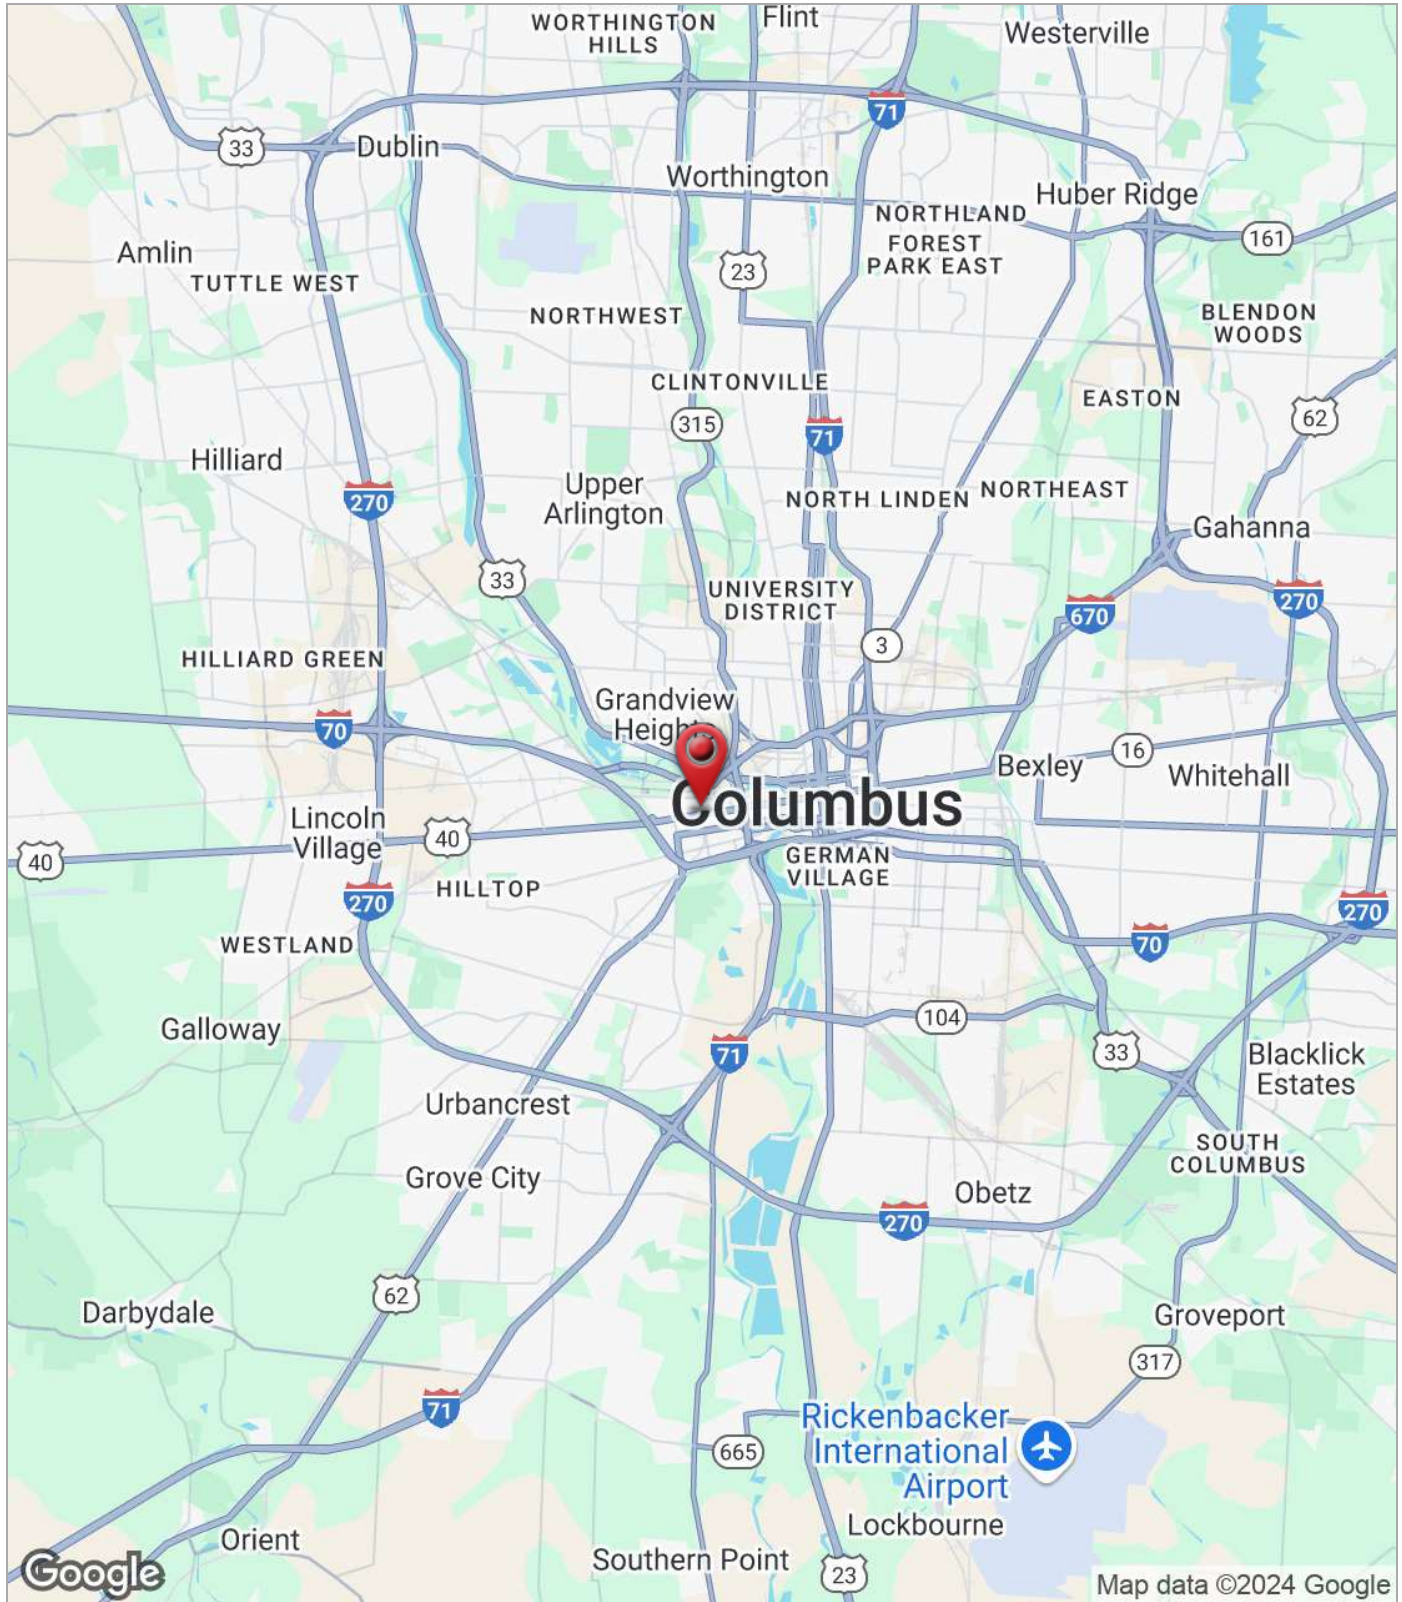 WORTHINGTON
HILLS
Flint
Westerville
71
33
Dublin
Worthington
Huber Ridge
NORTHLAND
161
Amlin
FOREST
PARK EAST
TUTTLE WEST
23
NORTHWEST
BLENDON
WOODS
CLINTONVILLE
EASTON
62
315
71
Hilliard
270
Upper
Arlington
NORTH LINDEN
NORTHEAST
Gahanna
33
UNIVERSITY
DISTRICT
670
270
3
HILLIARD GREEN
Grandview
Heights
70
16
Bexley
Whitehall
Columbus
Lincoln
Village
40
40
GERMAN
VILLAGE
HILLTOP
270
270
WESTLAND
70
104
Galloway
71
33
Blacklick
Estates
Urbancrest
SOUTH
COLUMBUS
Grove City
Obetz
270
62
Darbydale
Groveport
317
71
Rickenbacker
International
Airport
665
Lockbourne
Orient
Southern Point
23
Google
Map data ©2024 Google